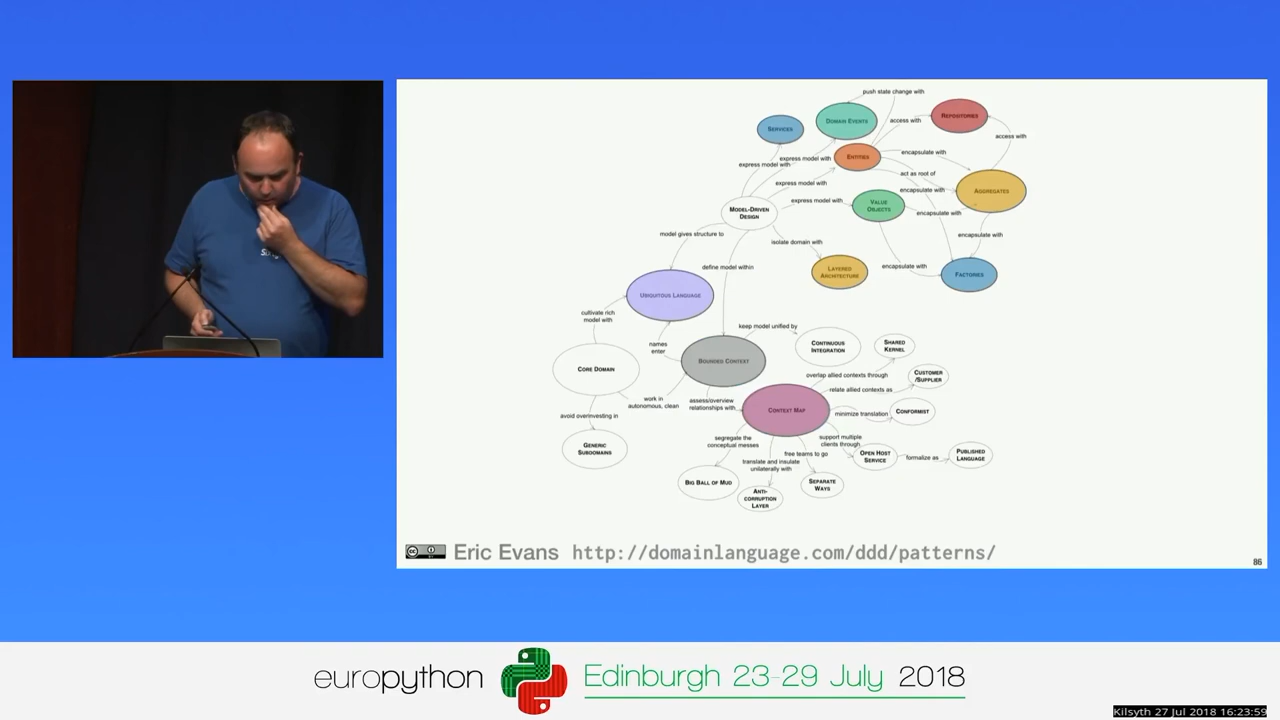 push state change with
SERVICES
DOMAIN EVENTS
access with
REPOSITORIES
access with
express model with
express model with
ENTITIES
encapsulate with
act as root of
express model with
encapsulate with
AGGREGATES
MODEL-DRIVEN
DESIGN
express model with
VALUE
OBJECTS
encapsulate with
model gives structure to
isolate domain with
encapsulate with
define model within
LAYERED
ARCHITECTURE
encapsulate with
FACTORIES
UBIQUITOUS LANGUAGE
cultivate rich
model with
names
enter
keep model unified by
CONTINUOUS
INTEGRATION
SHARED
KERNEL
BOUNDED CONTEXT
CORE DOMAIN
overlap allied contexts through
CUSTOMER
/SUPPLIER
relate allied contexts as
work in
autonomous, clean
assess/overview
relationships with
CONTEXT MAP
minimize translation
CONFORMIST
avoid overinvesting in
GENERIC
SUBDOMAINS
segregate the
conceptual messes
support multiple
clients through
free teams to go
OPEN HOST
SERVICE
formalize as
PUBLISHED
LANGUAGE
translate and insulate
unilaterally with
BIG BALL OF MUD
ANTI-
CORRUPTION
LAYER
SEPARATE
WAYS
Eric Evans http://domainlanguage.com/ddd/patterns/
86
europython Edinburgh 23-29 July 2018
Kilsyth 27 Jul 2018 16:23:59